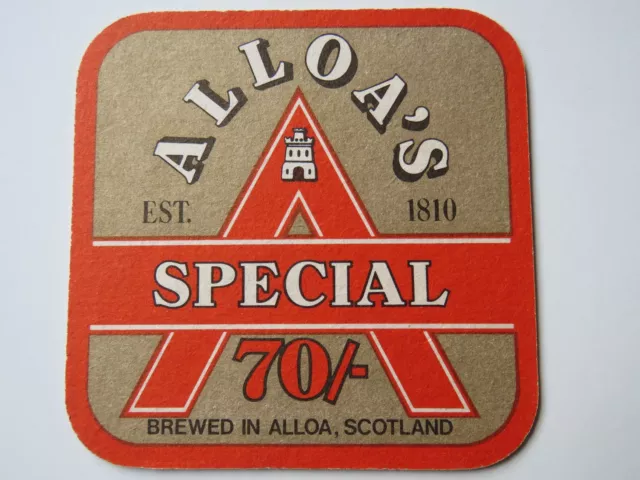 ALLOA'S
EST. 1810
SPECIAL
70/-
BREWED IN ALLOA, SCOTLAND